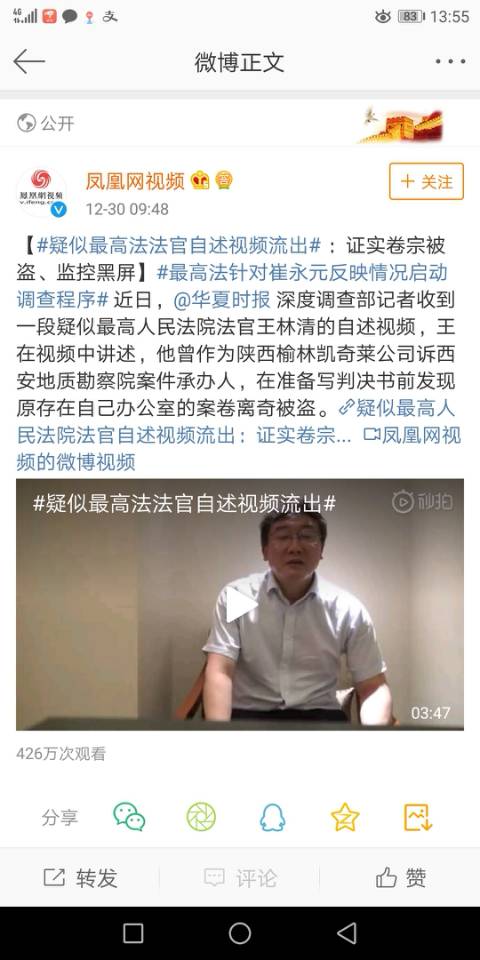 4G 83 13:55
微博正文
公开
鳳凰網视频
v.ifeng.com
凤凰网视频
12-30 09:48
+ 关注
【#疑似最高法法官自述视频流出#：证实卷宗被
盗、监控黑屏】#最高法针对崔永元反映情况启动
调查程序# 近日，@华夏时报 深度调查部记者收到
一段疑似最高人民法院法官王林清的自述视频，王
在视频中讲述，他曾作为陕西榆林凯奇莱公司诉西
安地质勘察院案件承办人，在准备写判决书前发现
原存在自己办公室的案卷离奇被盗。疑似最高人
民法院法官自述视频流出：证实卷宗... 凤凰网视
频的微博视频
#疑似最高法法官自述视频流出#
秒拍
03:47
426万次观看
分享
转发
评论
赞